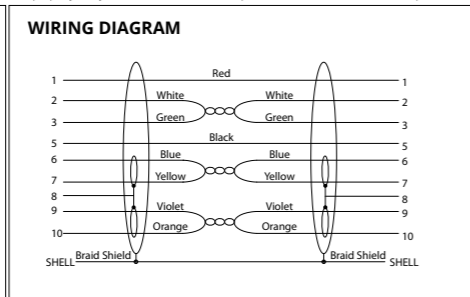 WIRING DIAGRAM
1 Red 1
2 White White 2
3 Green Green 3
5 Black 5
6 Blue Blue 6
7 Yellow Yellow 7
8 8
9 Violet Violet 9
10 Orange Orange 10
SHELL Braid Shield Braid Shield SHELL